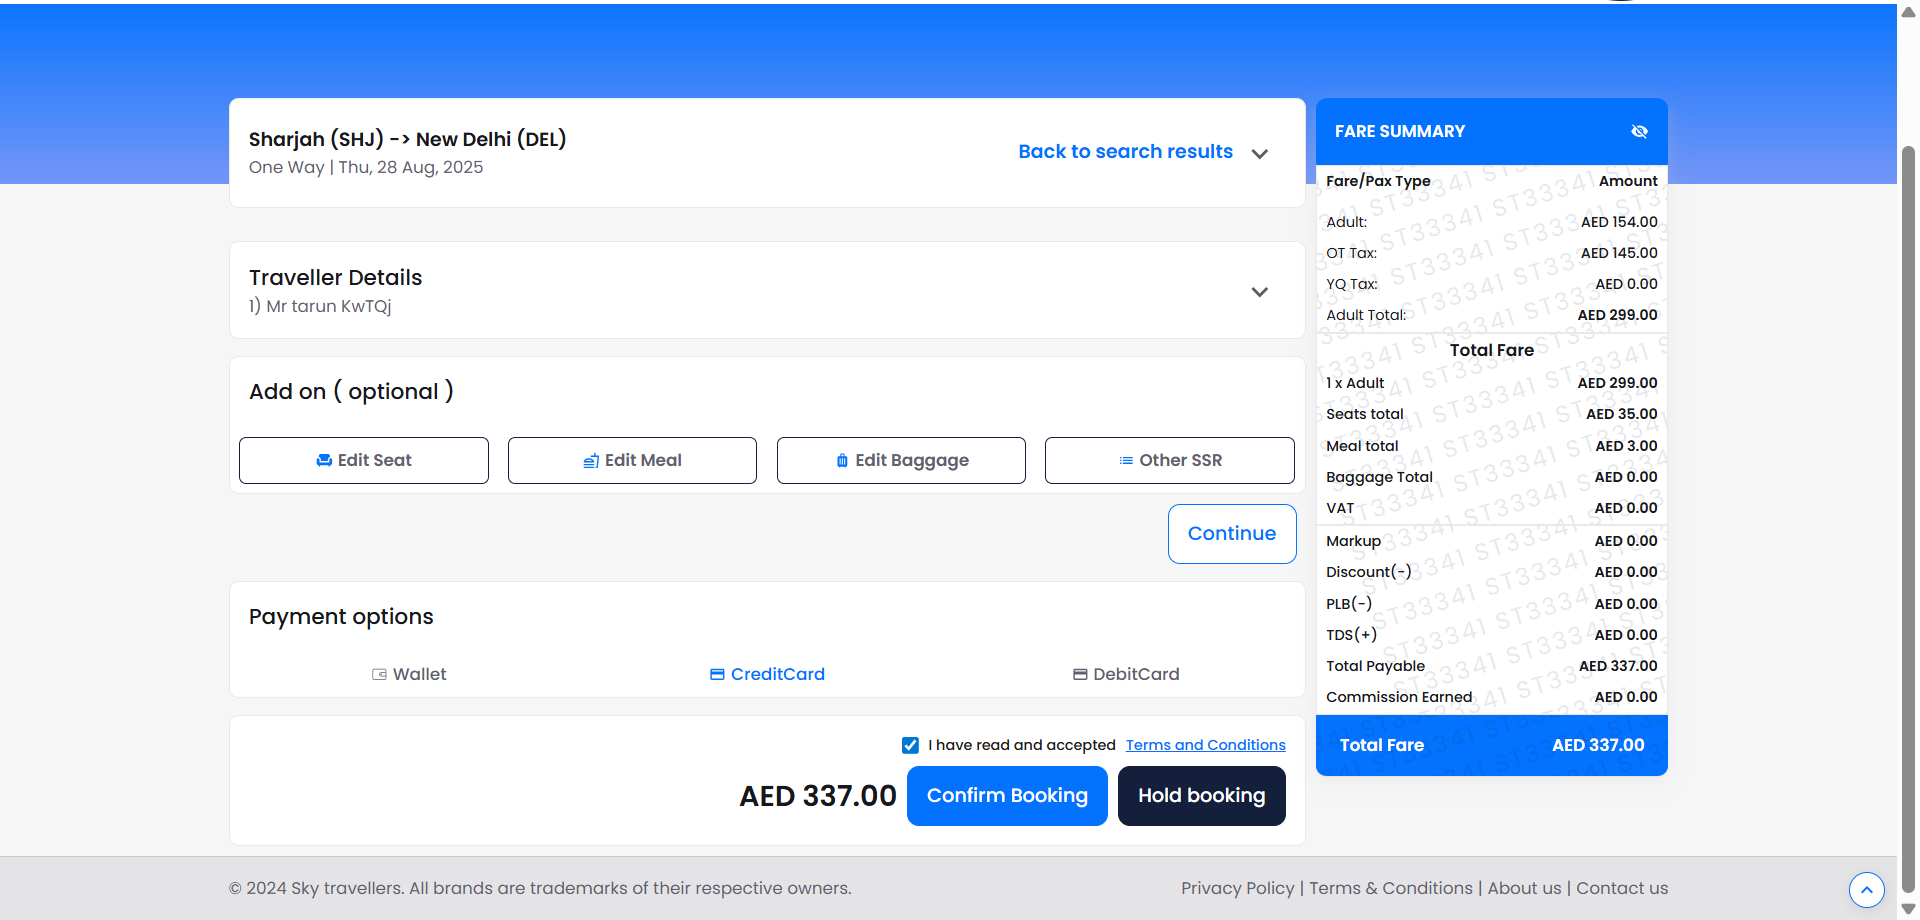 Sharjah (SHJ) -> New Delhi (DEL)
One Way | Thu, 28 Aug, 2025
Back to search results
Traveller Details
1) Mr tarun KwTQj
Add on ( optional )
Edit Seat
Edit Meal
Edit Baggage
Other SSR
Continue
Payment options
Wallet
CreditCard
DebitCard
I have read and accepted Terms and Conditions
AED 337.00
Confirm Booking
Hold booking
FARE SUMMARY
Fare/Pax Type Amount
Adult: AED 154.00
OT Tax: AED 145.00
YQ Tax: AED 0.00
Adult Total: AED 299.00
Total Fare
1 x Adult AED 299.00
Seats total AED 35.00
Meal total AED 3.00
Baggage Total AED 0.00
VAT AED 0.00
Markup AED 0.00
Discount(-) AED 0.00
PLB(-) AED 0.00
TDS(+) AED 0.00
Total Payable AED 337.00
Commission Earned AED 0.00
Total Fare AED 337.00
ST33341 ST33341 ST33341
© 2024 Sky travellers. All brands are trademarks of their respective owners.
Privacy Policy | Terms & Conditions | About us | Contact us